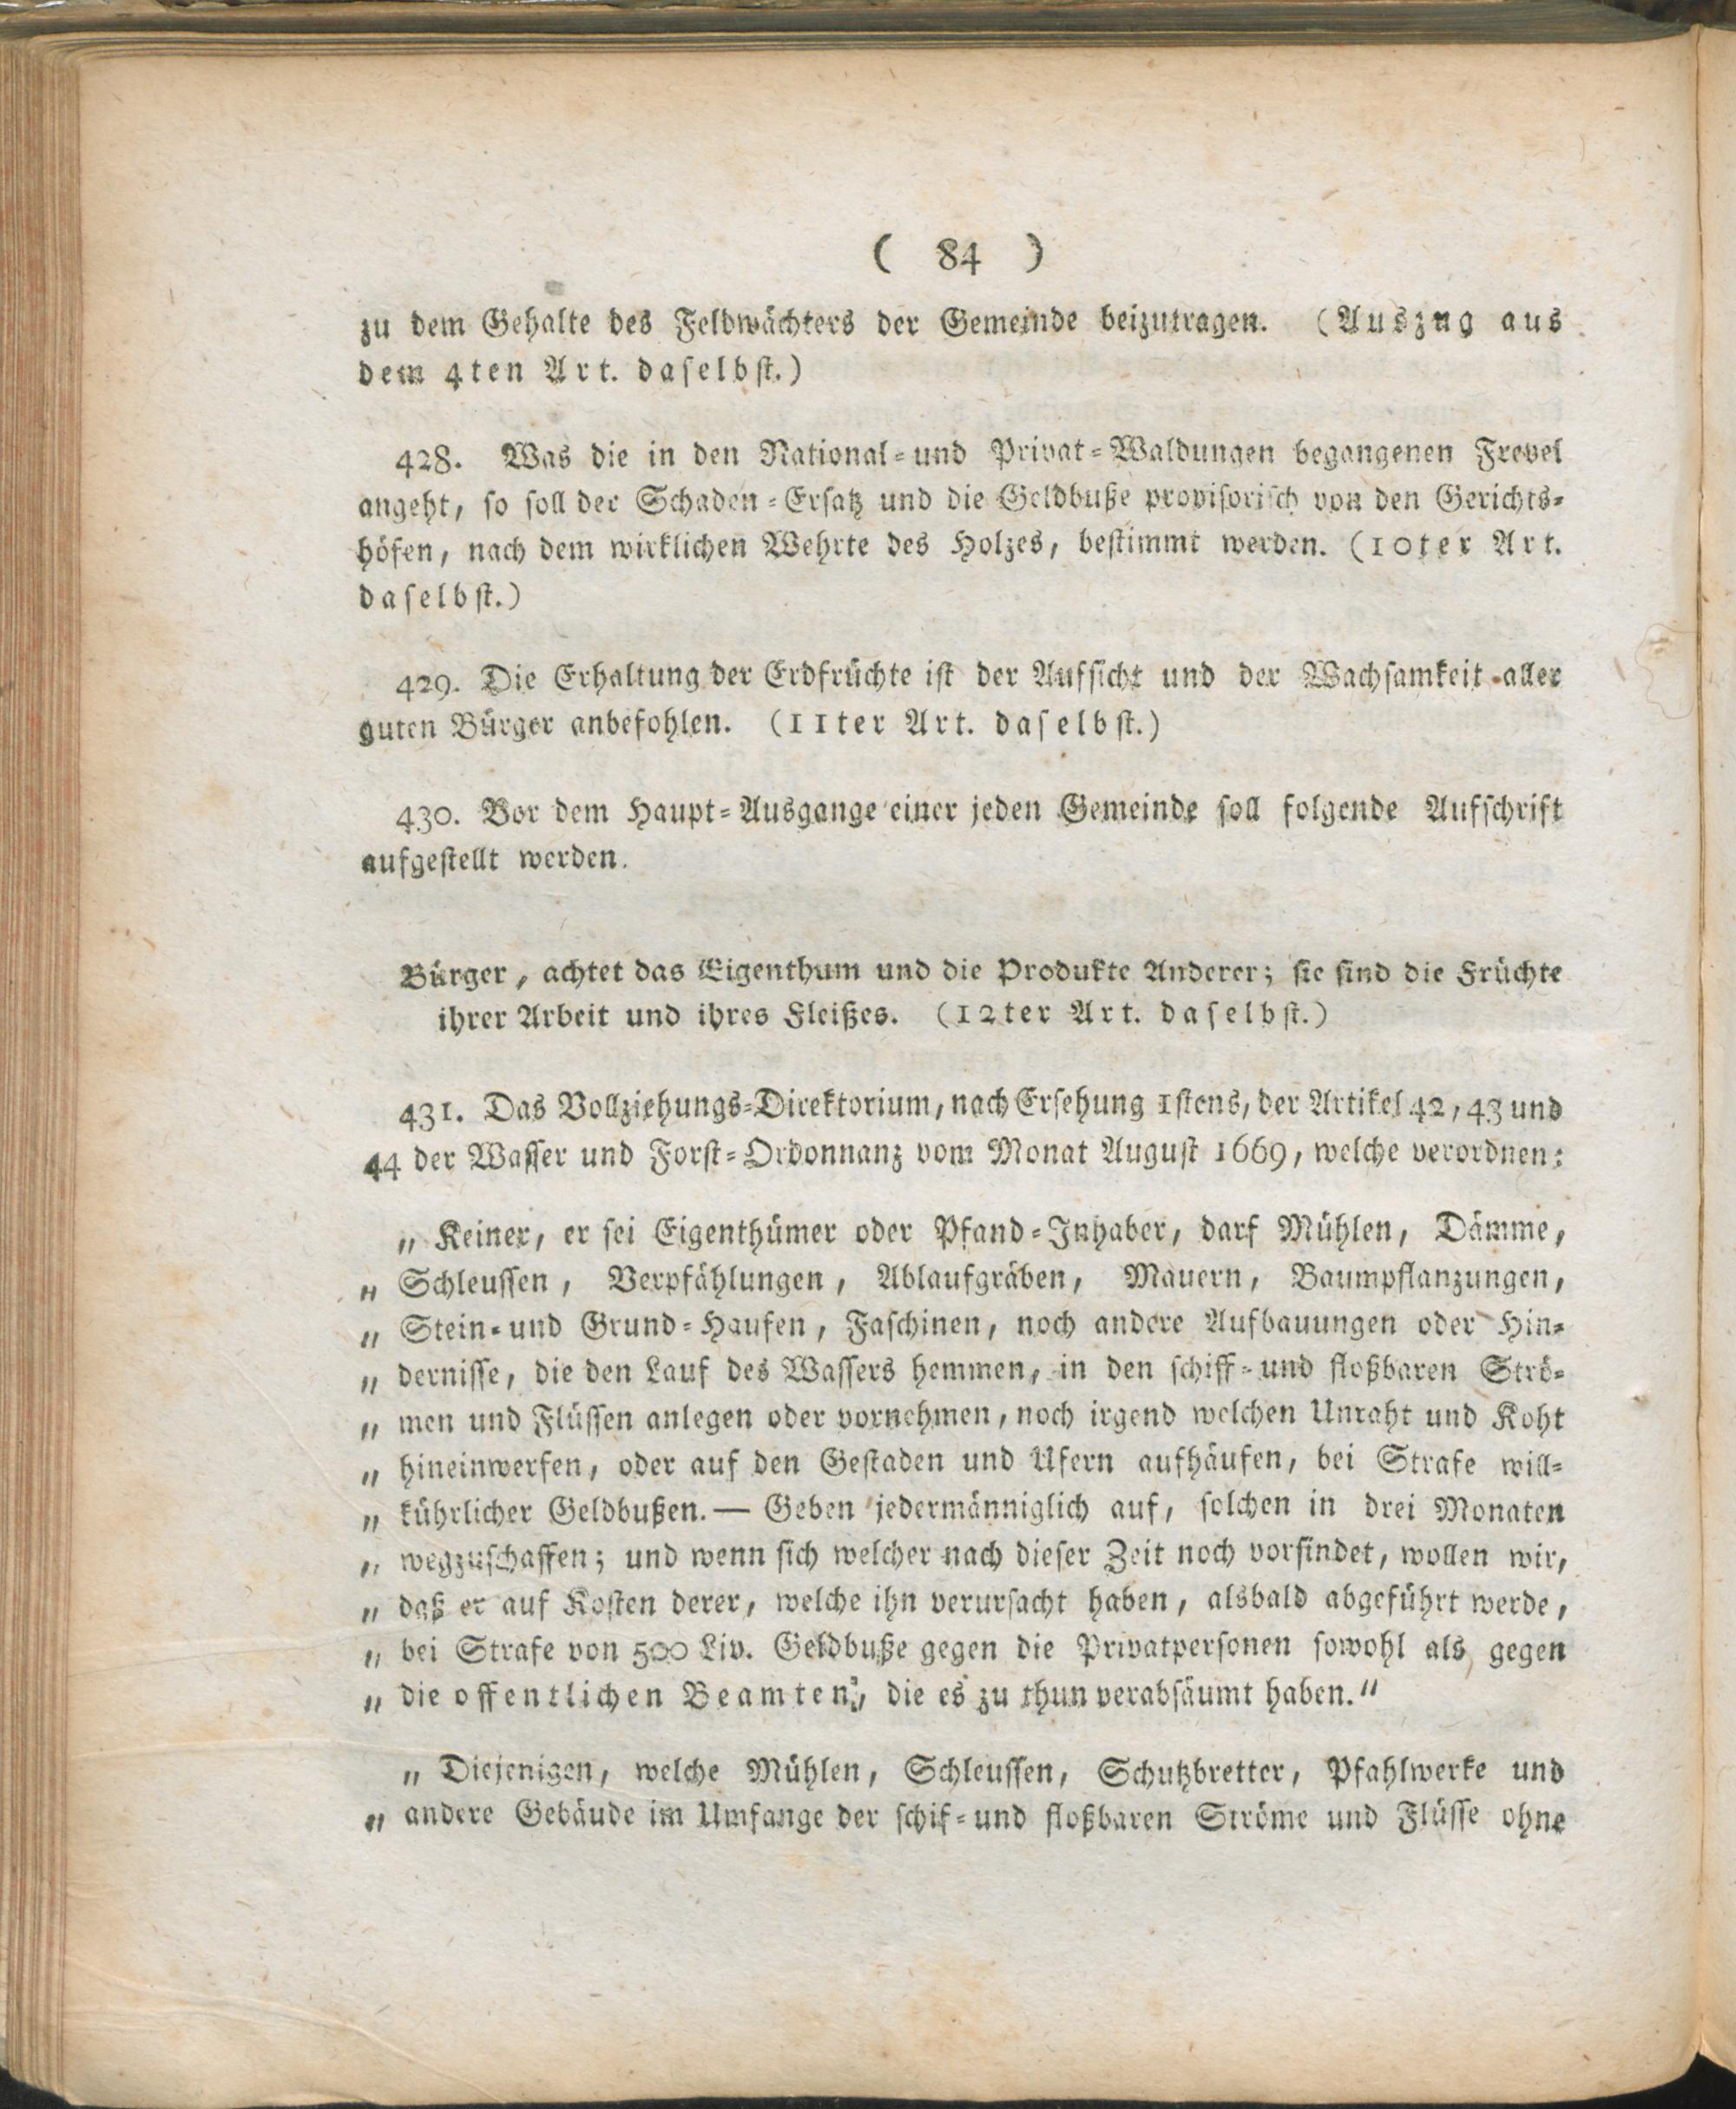 ( 84 )
zu dem Gehalte des Feldwächters der Gemeinde beizutragen. (Auszug aus
dem 4ten Art. daselbst.)
428. Was die in den National-und Privat-Waldungen begangenen Frevel
angeht, so soll der Schaden-Ersatz und die Geldbuße provisorisch von den Gerichts-
höfen, nach dem wirklichen Wehrte des Holzes, bestimmt werden. (10ter Art.
daselbst.)
429. Die Erhaltung der Erdfrüchte ist der Aufsicht und der Wachsamkeit aller
guten Bürger anbefohlen. (11ter Art. daselbst.)
430. Vor dem Haupt-Ausgange einer jeden Gemeinde soll folgende Aufschrift
aufgestellt werden.
Bürger, achtet das Eigenthum und die Produkte Anderer; sie sind die Früchte
ihrer Arbeit und ihres Fleißes. (12ter Art. daselbst.)
431. Das Vollziehungs-Direktorium, nach Ersehung 1stens, der Artikel 42, 43 und
44 der Wasser und Forst-Ordonnanz vom Monat August 1669, welche verordnen:
„ Keiner, er sei Eigenthümer oder Pfand-Inhaber, darf Mühlen, Dämme,
„ Schleussen, Verpfählungen, Ablaufgräben, Mauern, Baumpflanzungen,
„ Stein-und Grund-Haufen, Faschinen, noch andere Aufbauungen oder Hin-
„ dernisse, die den Lauf des Wassers hemmen, in den schiff-und floßbaren Strö-
„ men und Flüssen anlegen oder vornehmen, noch irgend welchen Unraht und Koht
„ hineinwerfen, oder auf den Gestaden und Ufern aufhäufen, bei Strafe will-
„ kührlicher Geldbußen. — Geben jedermänniglich auf, solchen in drei Monaten
„ wegzuschaffen; und wenn sich welcher nach dieser Zeit noch vorfindet, wollen wir,
„ daß er auf Kosten derer, welche ihn verursacht haben, alsbald abgeführt werde,
„ bei Strafe von 500 Liv. Geldbuße gegen die Privatpersonen sowohl als gegen
„ die offentlichen Beamten, die es zu thun verabsäumt haben."
„ Diejenigen, welche Mühlen, Schleussen, Schutzbretter, Pfahlwerke und
„ andere Gebäude im Umfange der schif-und floßbaren Ströme und Flüsse ohne